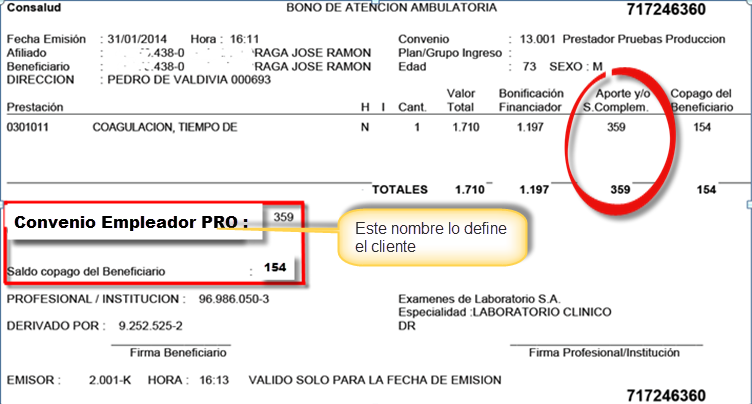 Consalud BONO DE ATENCION AMBULATORIA 717246360
Fecha Emisión : 31/01/2014 Hora : 16:11 Convenio : 13.001 Prestador Pruebas Produccion
Afiliado .438-0 RAGA JOSE RAMON Plan/Grupo Ingreso :
Beneficiario .438-0 RAGA JOSE RAMON Edad : 73 SEXO : M
DIRECCION : PEDRO DE VALDIVIA 000693
Valor Bonificación Aporte y/o Copago del
Prestación H I Cant. Total Financiador S.Complem. Beneficiario
0301011 COAGULACION, TIEMPO DE N 1 1.710 1.197 359 154
TOTALES 1.710 1.197 359 154
Convenio Empleador PRO : 359
Este nombre lo define
el cliente
Saldo copago del Beneficiario : 154
PROFESIONAL / INSTITUCION : 96.986.050-3 Examenes de Laboratorio S.A.
Especialidad :LABORATORIO CLINICO
DERIVADO POR : 9.252.525-2 DR
Firma Beneficiario Firma Profesional/Institución
EMISOR : 2.001-K HORA : 16:13 VALIDO SOLO PARA LA FECHA DE EMISION
717246360